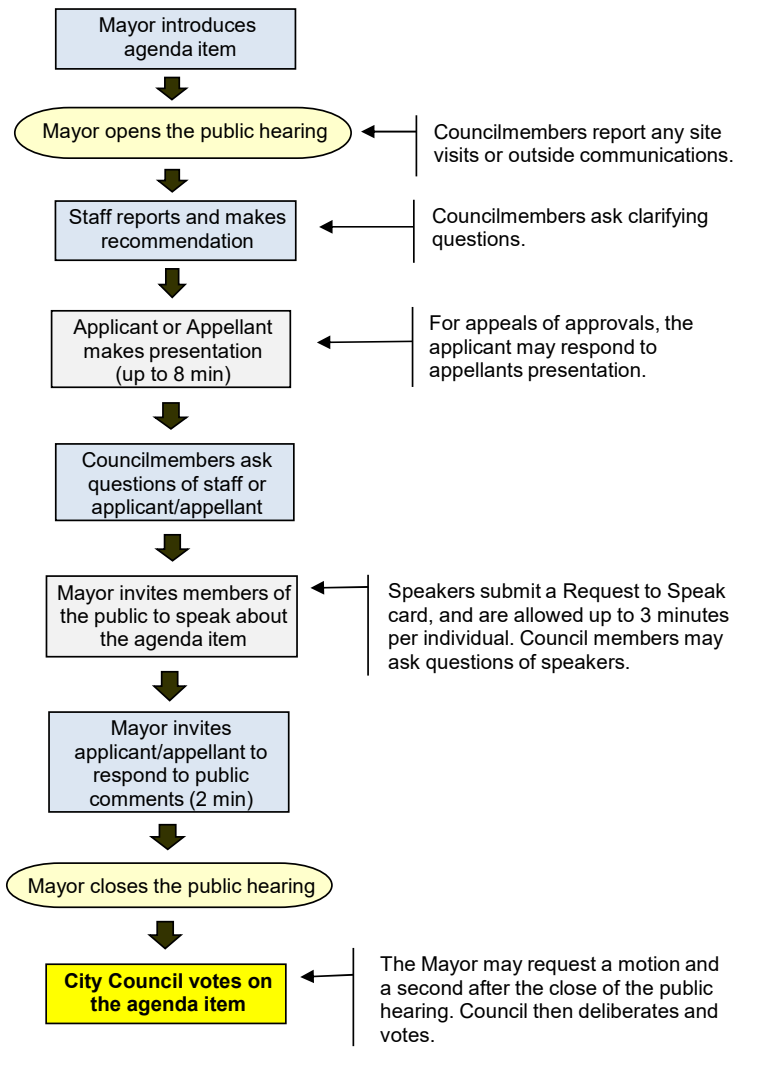 Mayor introduces
agenda item
Mayor opens the public hearing
Councilmembers report any site
visits or outside communications.
Staff reports and makes
recommendation
Councilmembers ask clarifying
questions.
Applicant or Appellant
makes presentation
(up to 8 min)
For appeals of approvals, the
applicant may respond to
appellants presentation.
Councilmembers ask
questions of staff or
applicant/appellant
Mayor invites members of
the public to speak about
the agenda item
Speakers submit a Request to Speak
card, and are allowed up to 3 minutes
per individual. Council members may
ask questions of speakers.
Mayor invites
applicant/appellant to
respond to public
comments (2 min)
Mayor closes the public hearing
City Council votes on
the agenda item
The Mayor may request a motion and
a second after the close of the public
hearing. Council then deliberates and
votes.